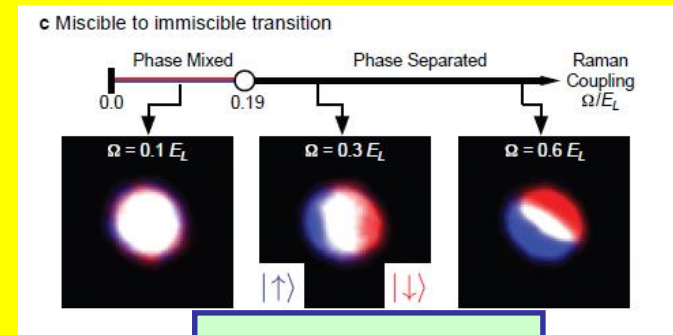 c Miscible to immiscible transition
Phase Mixed Phase Separated Raman
Coupling
Ω/E_L
0.0 0.19
Ω = 0.1 E_L Ω = 0.3 E_L Ω = 0.6 E_L
|↑⟩ |↓⟩